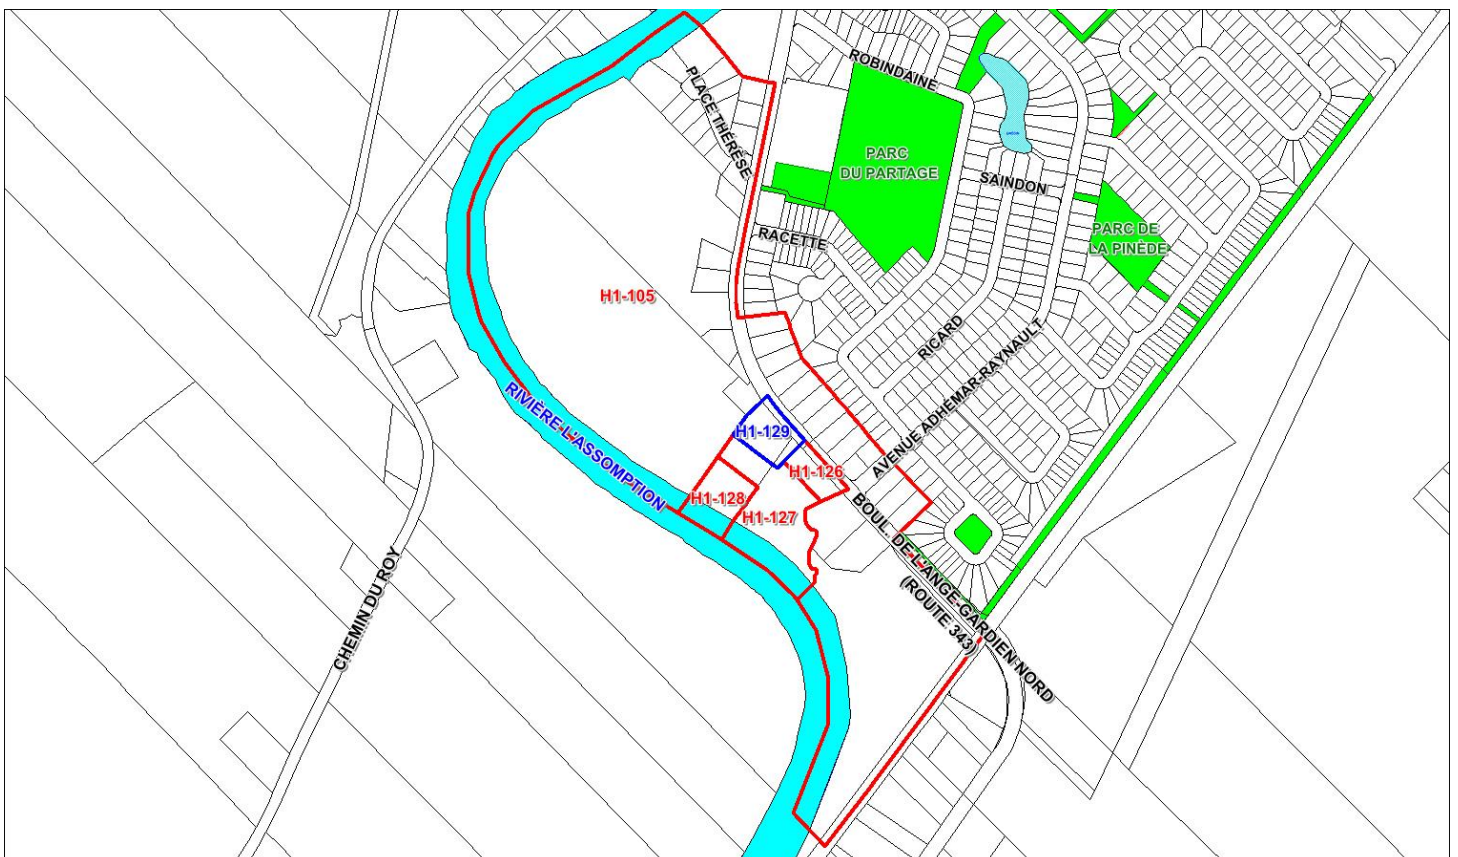 ROBINDAINE
PLACE THÉRÈSE
PARC
DU PARTAGE
SAINDON
PARC DE
LA PINÈDE
RACETTE
H1-105
RICARD
AVENUE ADHÉMAR-RAYNAULT
H1-129
RIVIÈRE L'ASSOMPTION
H1-126
H1-128
H1-127
BOUL. DE L'ANGE-GARDIEN NORD
(ROUTE 343)
CHEMIN DU ROY